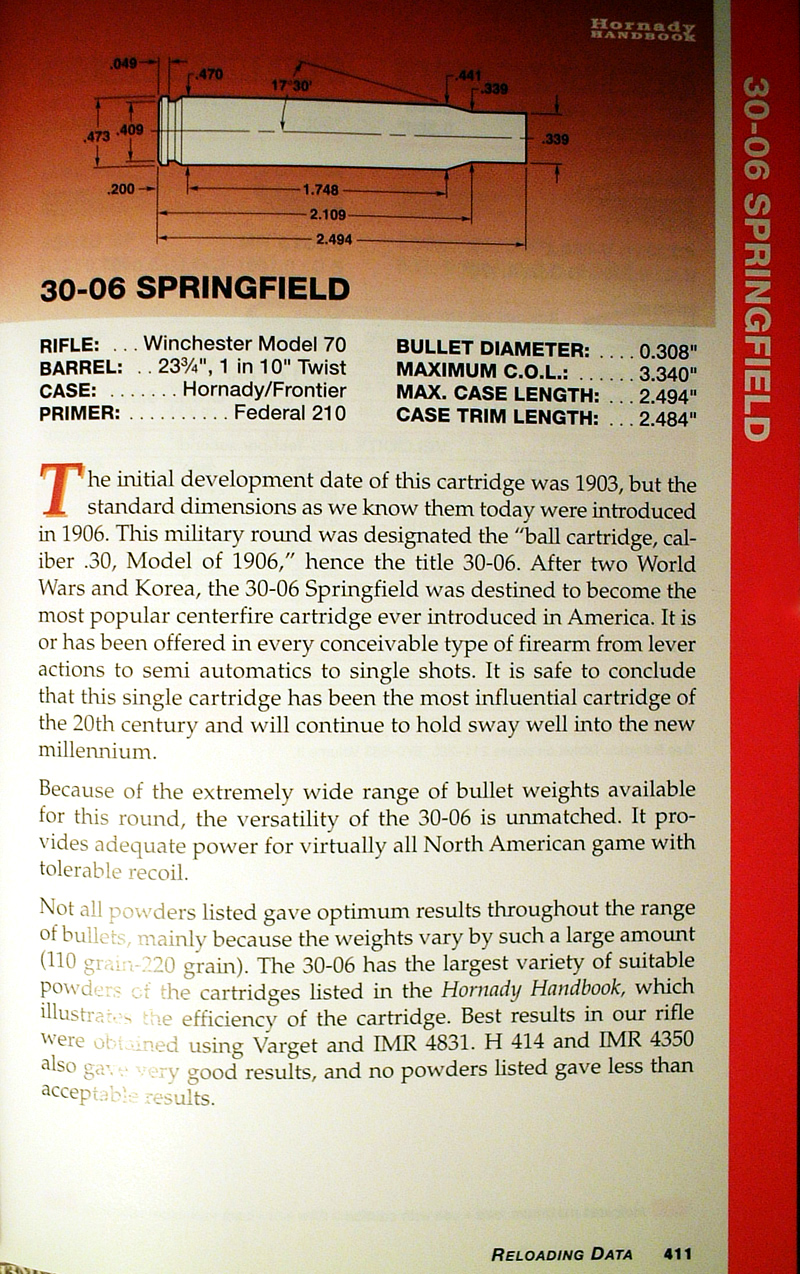 Hornady
HANDBOOK
.049
.470
17°30'
.441
.339
.473
.409
.339
.200
1.748
2.109
2.494
30-06 SPRINGFIELD
30-06 SPRINGFIELD
RIFLE: ... Winchester Model 70
BARREL: .. 23¾", 1 in 10" Twist
CASE: ....... Hornady/Frontier
PRIMER: .......... Federal 210
BULLET DIAMETER: .... 0.308"
MAXIMUM C.O.L.: ...... 3.340"
MAX. CASE LENGTH: ... 2.494"
CASE TRIM LENGTH: ... 2.484"
The initial development date of this cartridge was 1903, but the
standard dimensions as we know them today were introduced
in 1906. This military round was designated the "ball cartridge, cal-
iber .30, Model of 1906," hence the title 30-06. After two World
Wars and Korea, the 30-06 Springfield was destined to become the
most popular centerfire cartridge ever introduced in America. It is
or has been offered in every conceivable type of firearm from lever
actions to semi automatics to single shots. It is safe to conclude
that this single cartridge has been the most influential cartridge of
the 20th century and will continue to hold sway well into the new
millennium.
Because of the extremely wide range of bullet weights available
for this round, the versatility of the 30-06 is unmatched. It pro-
vides adequate power for virtually all North American game with
tolerable recoil.
Not all powders listed gave optimum results throughout the range
of bullets, mainly because the weights vary by such a large amount
(110 grain-220 grain). The 30-06 has the largest variety of suitable
powders of the cartridges listed in the Hornady Handbook, which
illustrates the efficiency of the cartridge. Best results in our rifle
were obtained using Varget and IMR 4831. H 414 and IMR 4350
also gave very good results, and no powders listed gave less than
acceptable results.
RELOADING DATA 411